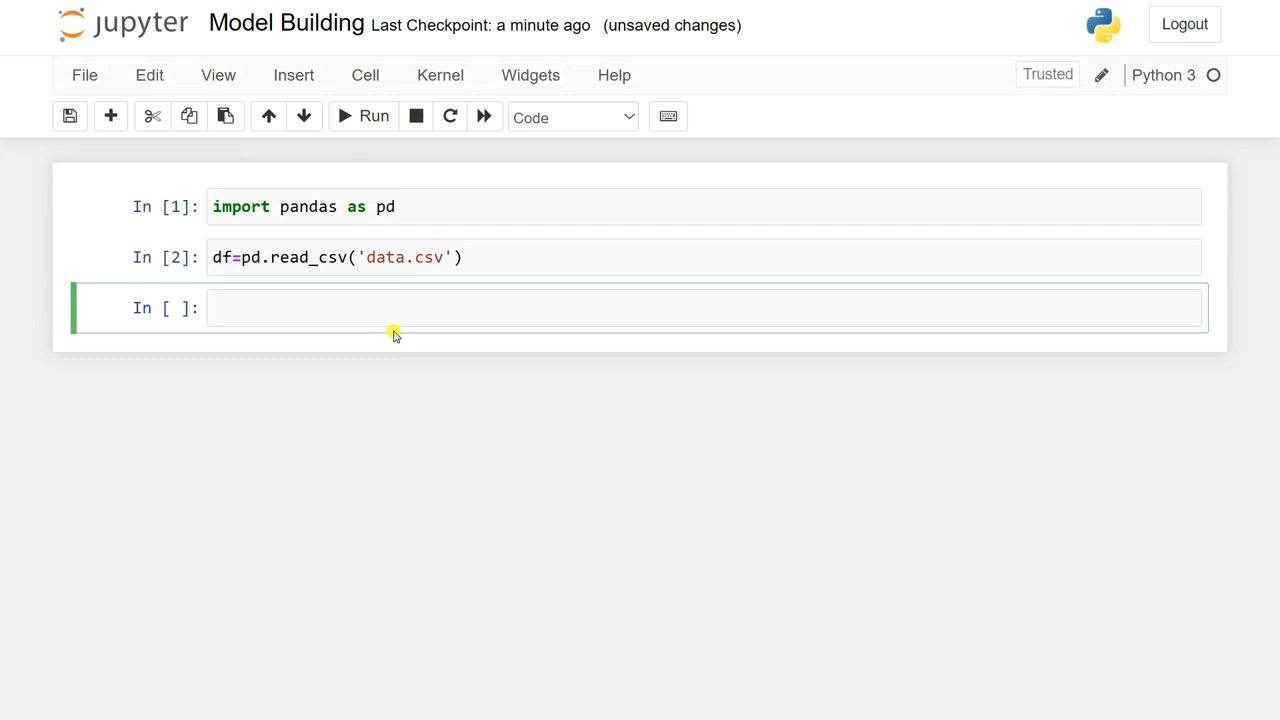 jupyter Model Building Last Checkpoint: a minute ago (unsaved changes) Logout
File Edit View Insert Cell Kernel Widgets Help Trusted Python 3
Run Code
In [1]: import pandas as pd
In [2]: df=pd.read_csv('data.csv')
In [ ]: